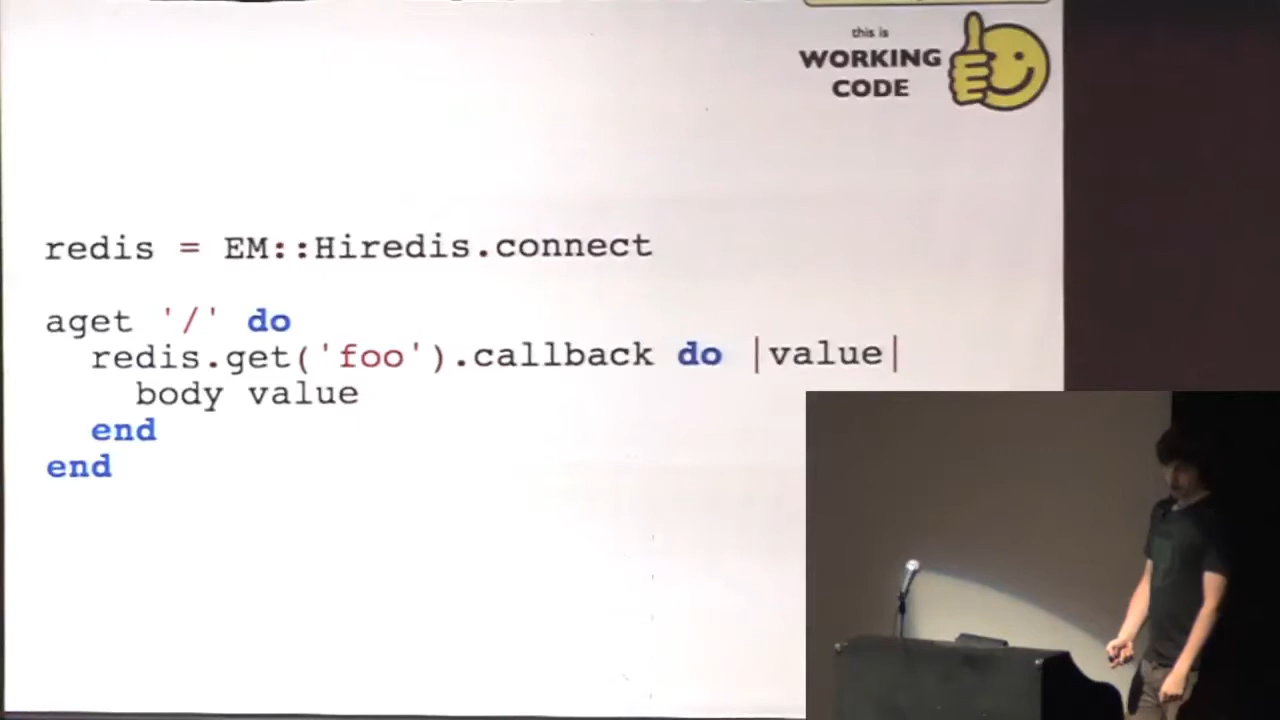 this is
WORKING
CODE
redis = EM::Hiredis.connect
aget '/' do
redis.get('foo').callback do |value|
body value
end
end